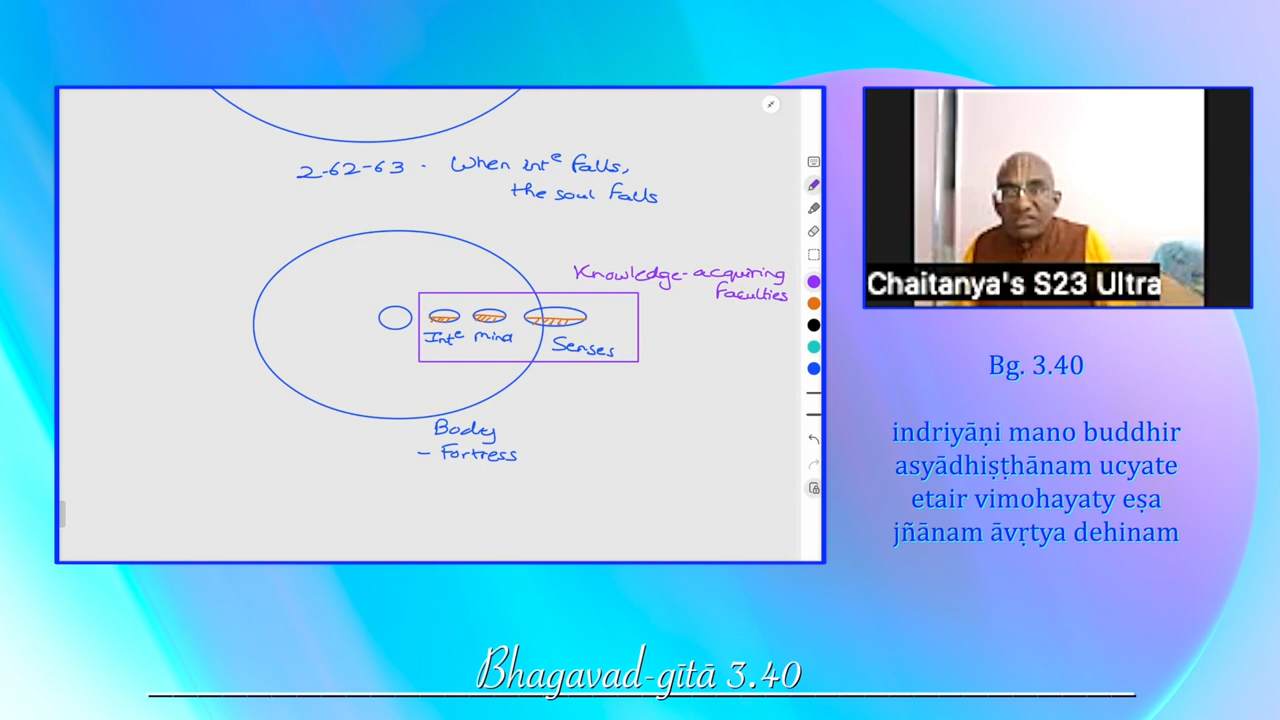 2-62-63 - When intᵉ falls,
the soul falls
Knowledge-acquiring
Faculties
Intᵉ mind
Senses
Body
- Fortress
Chaitanya's S23 Ultra
Bg. 3.40
indriyāṇi mano buddhir
asyādhiṣṭhānam ucyate
etair vimohayaty eṣa
jñānam āvṛtya dehinam
Bhagavad-gītā 3.40